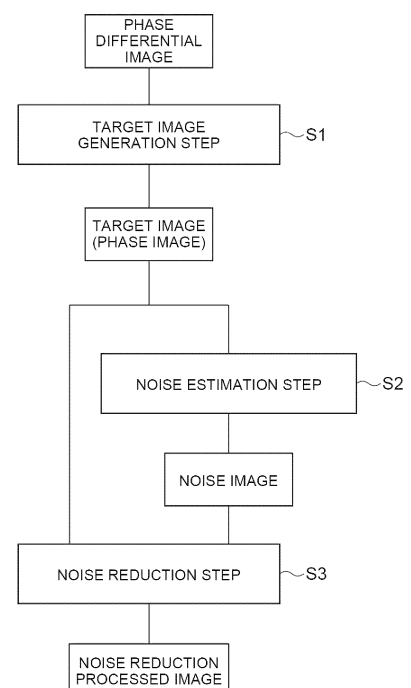 PHASE
DIFFERENTIAL
IMAGE
TARGET IMAGE
GENERATION STEP
S1
TARGET IMAGE
(PHASE IMAGE)
NOISE ESTIMATION STEP
S2
NOISE IMAGE
NOISE REDUCTION STEP
S3
NOISE REDUCTION
PROCESSED IMAGE